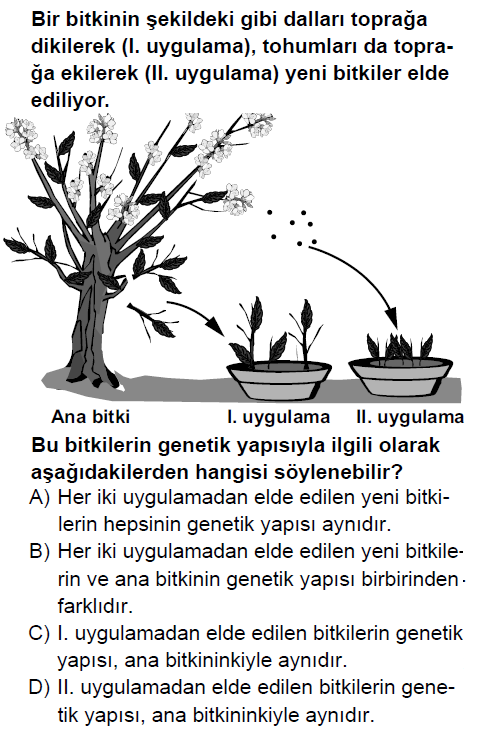 Bir bitkinin şekildeki gibi dalları toprağa
dikilerek (I. uygulama), tohumları da topra-
ğa ekilerek (II. uygulama) yeni bitkiler elde
ediliyor.
Ana bitki
I. uygulama
II. uygulama
Bu bitkilerin genetik yapısıyla ilgili olarak
aşağıdakilerden hangisi söylenebilir?
A) Her iki uygulamadan elde edilen yeni bitki-
lerin hepsinin genetik yapısı aynıdır.
B) Her iki uygulamadan elde edilen yeni bitkile-
rin ve ana bitkinin genetik yapısı birbirinden
farklıdır.
C) I. uygulamadan elde edilen bitkilerin genetik
yapısı, ana bitkininkiyle aynıdır.
D) II. uygulamadan elde edilen bitkilerin gene-
tik yapısı, ana bitkininkiyle aynıdır.